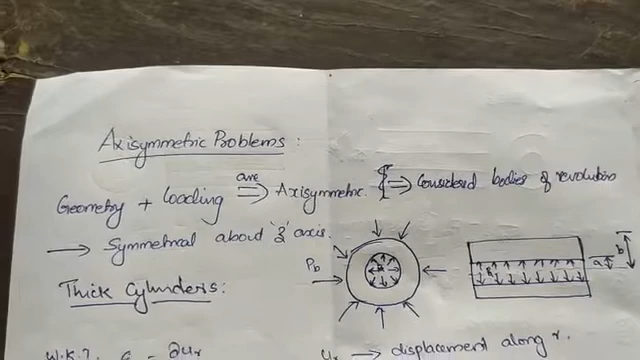 Axisymmetric Problems :
Geometry + loading are ⇒ Axisymmetric. ⇒ Considered bodies of revolution
→ Symmetrical about 'z' axis.
Pb
a b
Thick Cylinders :
W.K.T. ∂ur
ur → displacement along r.